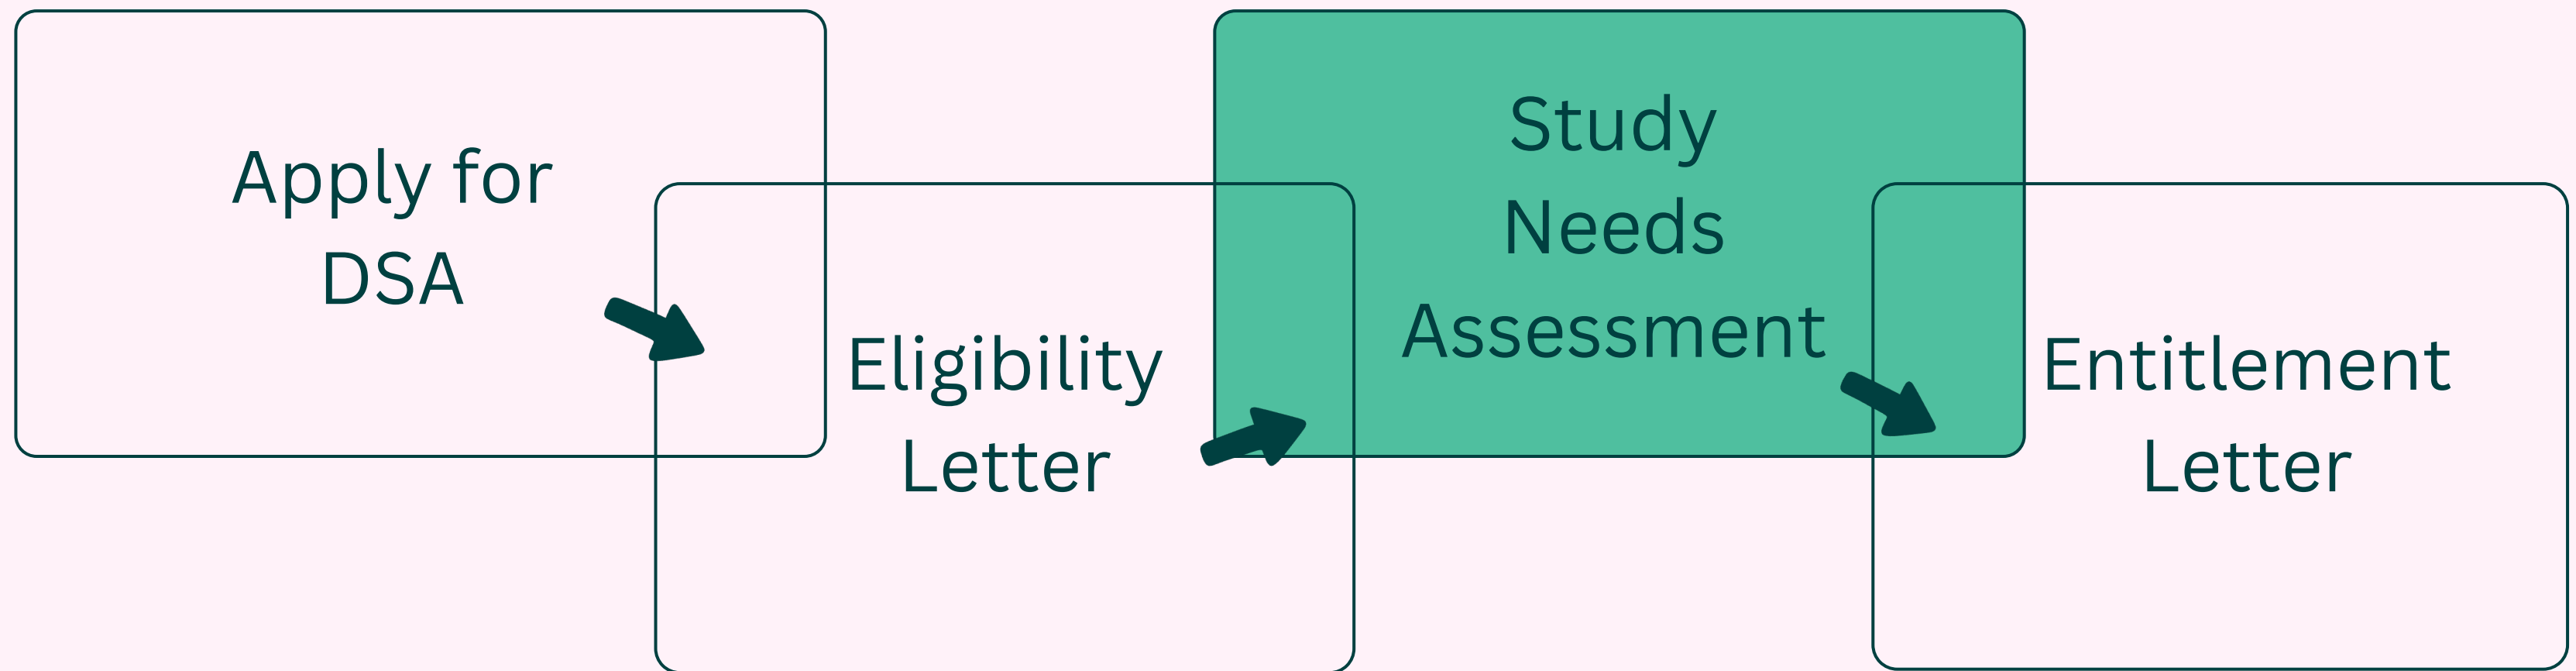 Apply for
DSA
Eligibility
Letter
Study
Needs
Assessment
Entitlement
Letter